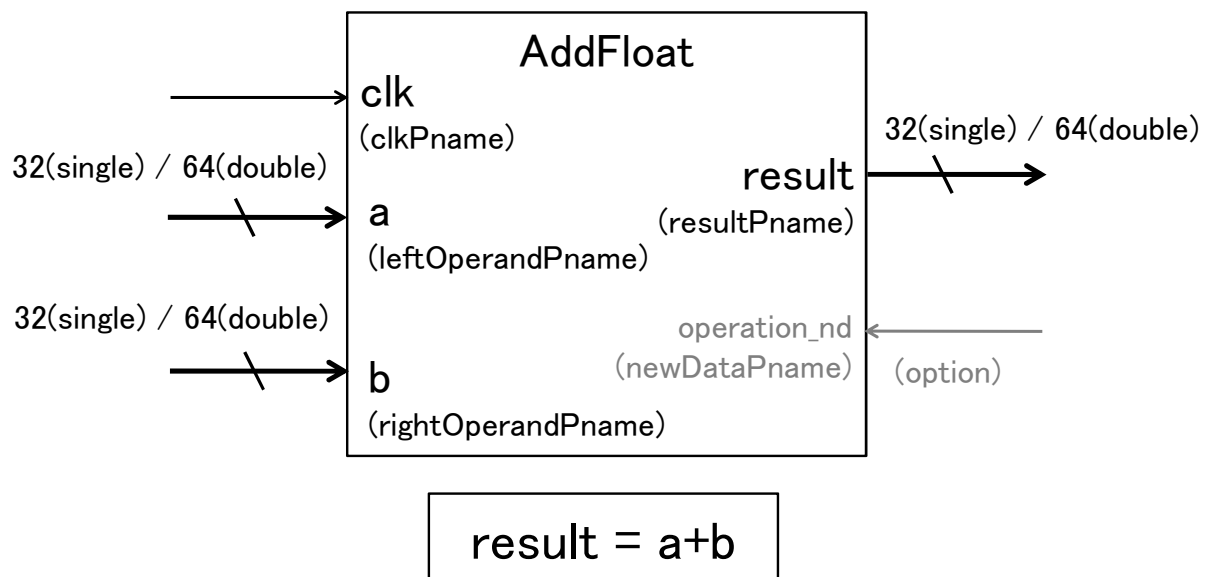 AddFloat
clk
(clkPname)
32(single) / 64(double)
a
(leftOperandPname)
32(single) / 64(double)
b
(rightOperandPname)
32(single) / 64(double)
result
(resultPname)
operation_nd
(newDataPname)
(option)
result = a+b